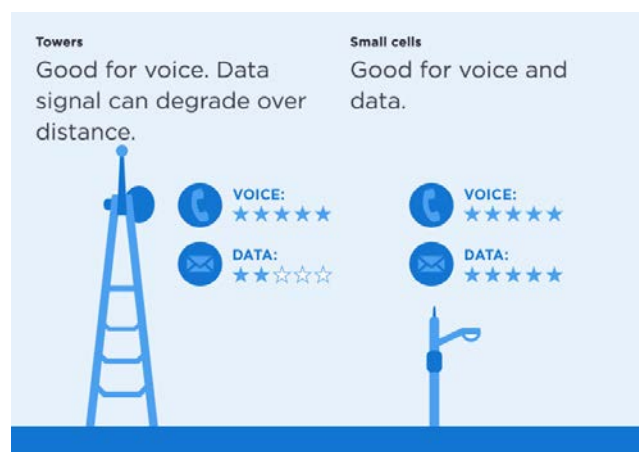 Towers
Good for voice. Data
signal can degrade over
distance.
Small cells
Good for voice and
data.
VOICE:
DATA:
VOICE:
DATA: